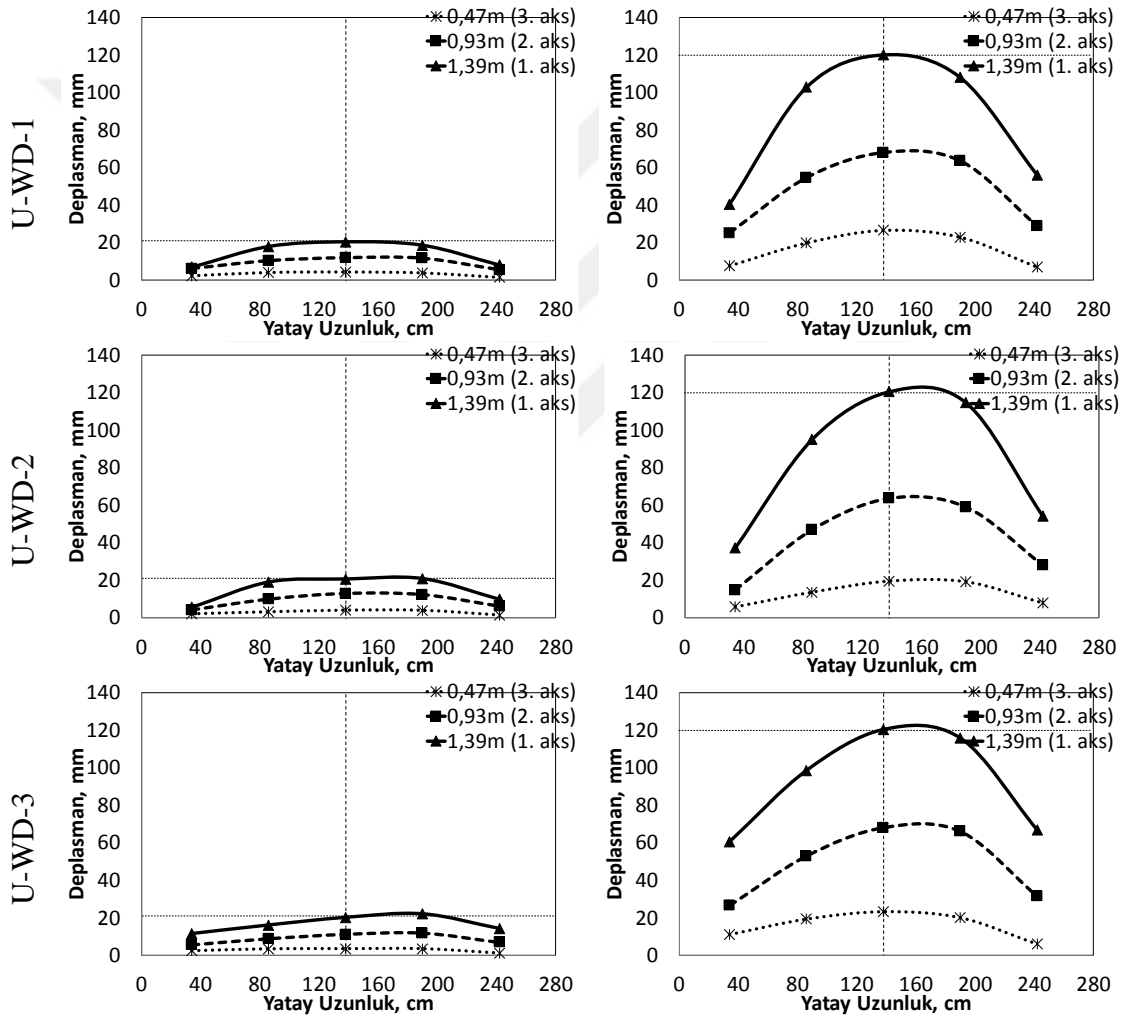 U-WD-1
Deplasman, mm
140
120
100
80
60
40
20
0
0 40 80 120 160 200 240 280
Yatay Uzunluk, cm
0,47m (3. aks)
0,93m (2. aks)
1,39m (1. aks)
Deplasman, mm
140
120
100
80
60
40
20
0
0 40 80 120 160 200 240 280
Yatay Uzunluk, cm
0,47m (3. aks)
0,93m (2. aks)
1,39m (1. aks)
U-WD-2
Deplasman, mm
140
120
100
80
60
40
20
0
0 40 80 120 160 200 240 280
Yatay Uzunluk, cm
0,47m (3. aks)
0,93m (2. aks)
1,39m (1. aks)
Deplasman, mm
140
120
100
80
60
40
20
0
0 40 80 120 160 200 240 280
Yatay Uzunluk, cm
0,47m (3. aks)
0,93m (2. aks)
1,39m (1. aks)
U-WD-3
Deplasman, mm
140
120
100
80
60
40
20
0
0 40 80 120 160 200 240 280
Yatay Uzunluk, cm
0,47m (3. aks)
0,93m (2. aks)
1,39m (1. aks)
Deplasman, mm
140
120
100
80
60
40
20
0
0 40 80 120 160 200 240 280
Yatay Uzunluk, cm
0,47m (3. aks)
0,93m (2. aks)
1,39m (1. aks)